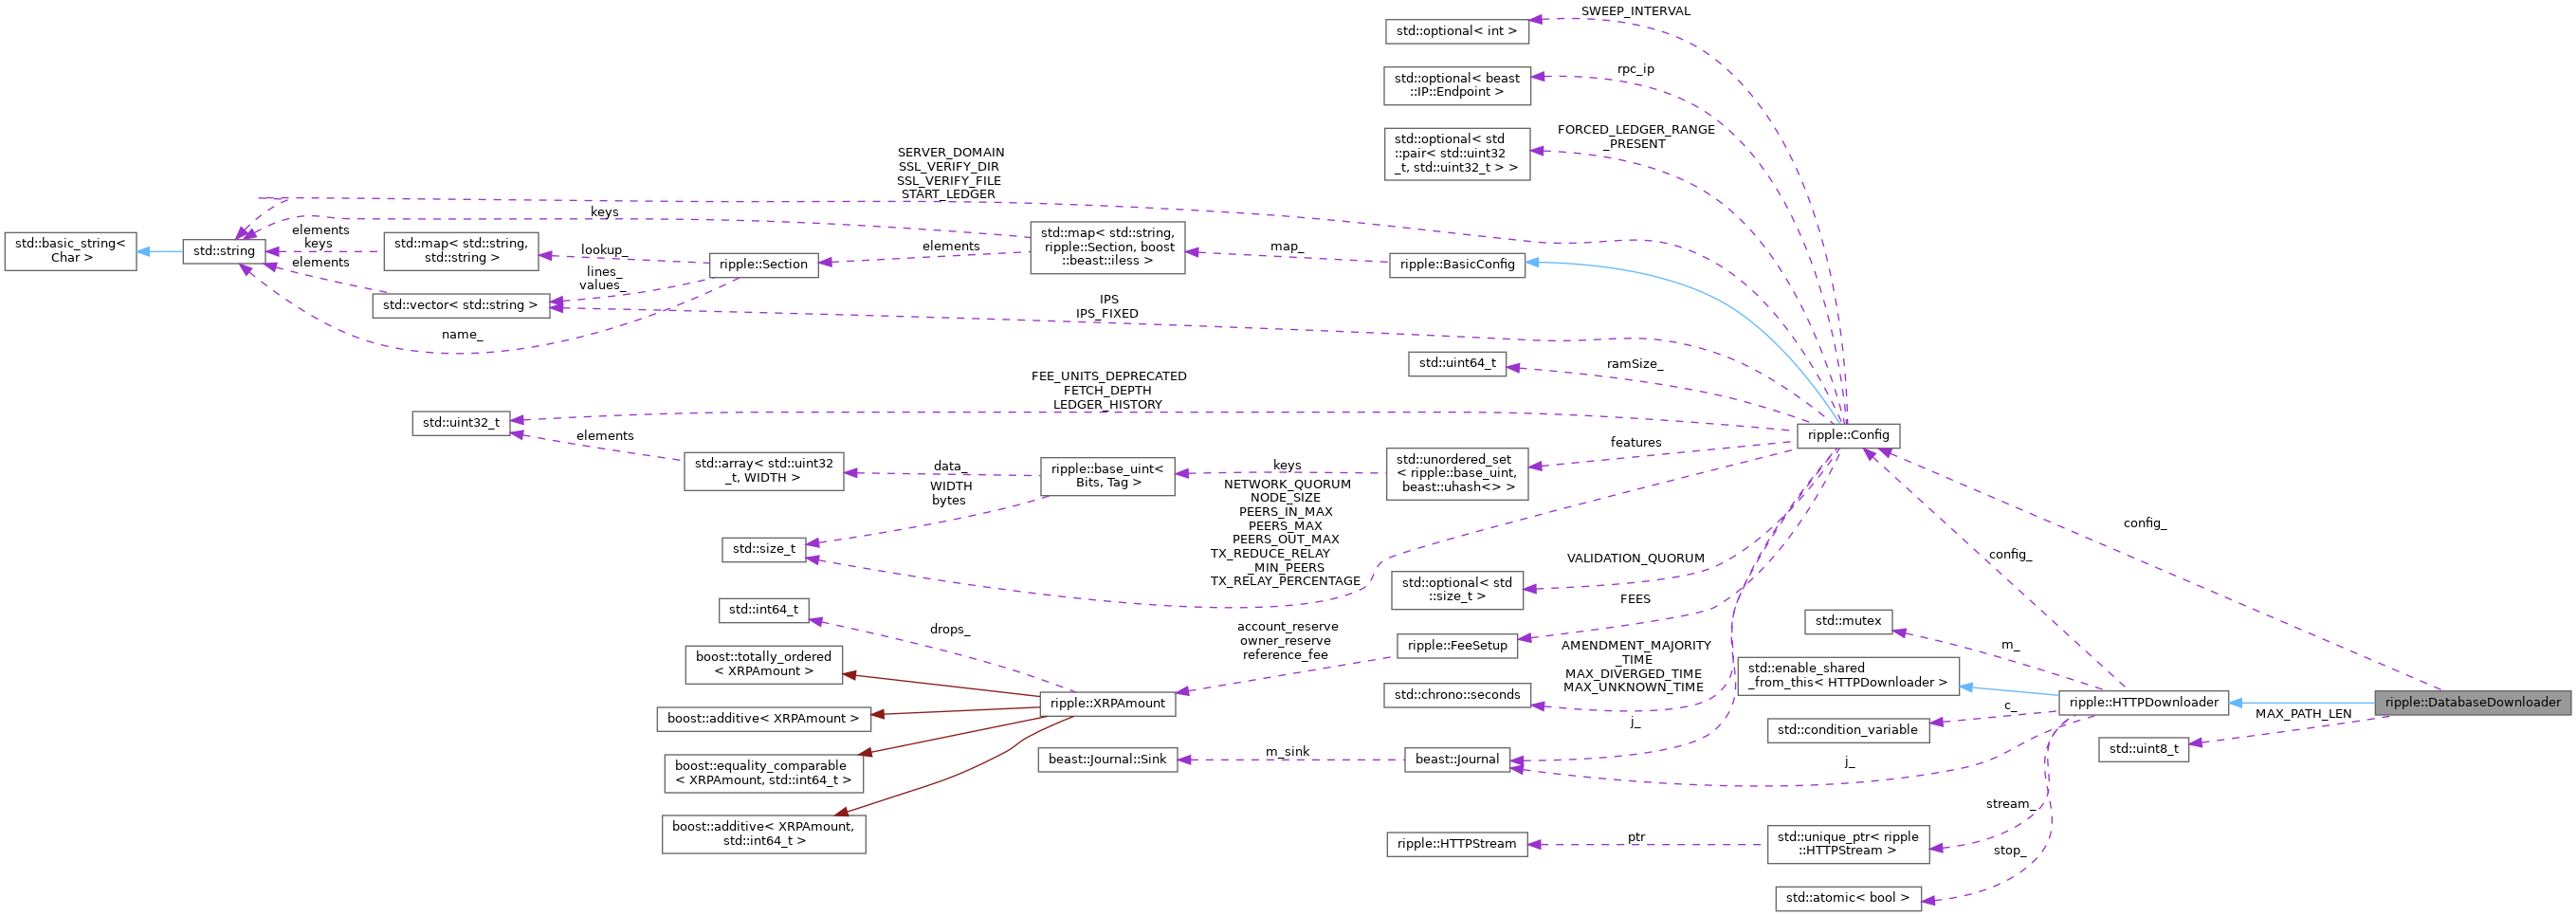 SWEEP_INTERVAL
std::optional< int >
rpc_ip
std::optional< beast
::IP::Endpoint >
FORCED_LEDGER_RANGE
_PRESENT
std::optional< std
::pair< std::uint32
_t, std::uint32_t > >
SERVER_DOMAIN
SSL_VERIFY_DIR
SSL_VERIFY_FILE
START_LEDGER
keys
std::basic_string<
Char >
std::string
elements
keys
elements
std::map< std::string,
std::string >
lookup_
lines_
values_
ripple::Section
elements
std::map< std::string,
ripple::Section, boost
::beast::iless >
map_
ripple::BasicConfig
std::vector< std::string >
name_
IPS
IPS_FIXED
std::uint64_t
ramSize_
FEE_UNITS_DEPRECATED
FETCH_DEPTH
LEDGER_HISTORY
std::uint32_t
elements
ripple::Config
std::array< std::uint32
_t, WIDTH >
data_
WIDTH
bytes
ripple::base_uint<
Bits, Tag >
keys
std::unordered_set
< ripple::base_uint,
beast::uhash<> >
features
NETWORK_QUORUM
NODE_SIZE
PEERS_IN_MAX
PEERS_MAX
PEERS_OUT_MAX
TX_REDUCE_RELAY
_MIN_PEERS
TX_RELAY_PERCENTAGE
std::size_t
config_
config_
VALIDATION_QUORUM
std::optional< std
::size_t >
FEES
std::int64_t
drops_
account_reserve
owner_reserve
reference_fee
ripple::FeeSetup
std::mutex
m_
boost::totally_ordered
< XRPAmount >
AMENDMENT_MAJORITY
_TIME
MAX_DIVERGED_TIME
MAX_UNKNOWN_TIME
std::chrono::seconds
std::enable_shared
_from_this< HTTPDownloader >
ripple::XRPAmount
boost::additive< XRPAmount >
j_
c_
std::condition_variable
ripple::HTTPDownloader
MAX_PATH_LEN
ripple::DatabaseDownloader
std::uint8_t
boost::equality_comparable
< XRPAmount, std::int64_t >
beast::Journal::Sink
m_sink
beast::Journal
j_
stream_
boost::additive< XRPAmount,
std::int64_t >
ripple::HTTPStream
ptr
std::unique_ptr< ripple
::HTTPStream >
stop_
std::atomic< bool >